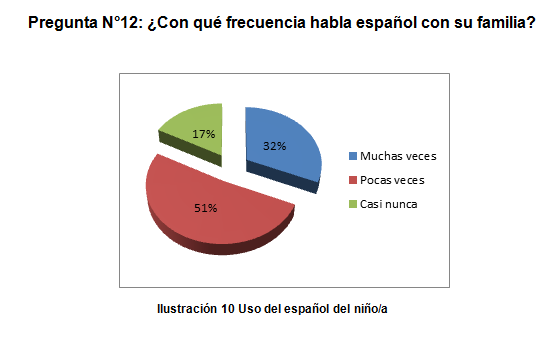 Pregunta N°12: ¿Con qué frecuencia habla español con su familia?
17%
32%
51%
Muchas veces
Pocas veces
Casi nunca
Ilustración 10 Uso del español del niño/a